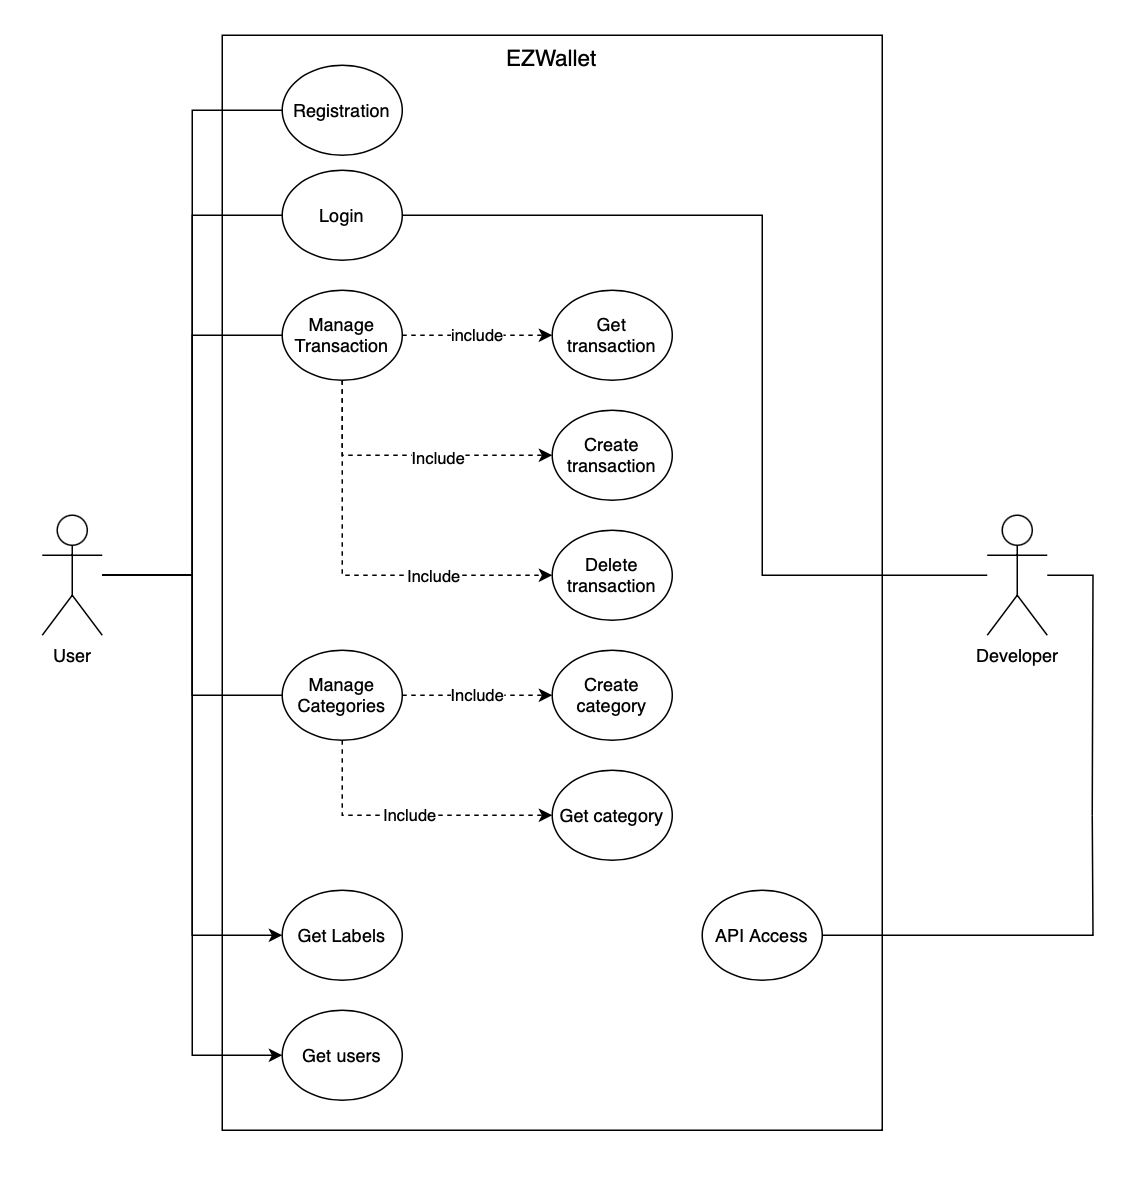 EZWallet
Registration
Login
Manage
Transaction
include
Get
transaction
Include
Create
transaction
Include
Delete
transaction
User
Developer
Manage
Categories
Include
Create
category
Include
Get category
Get Labels
API Access
Get users